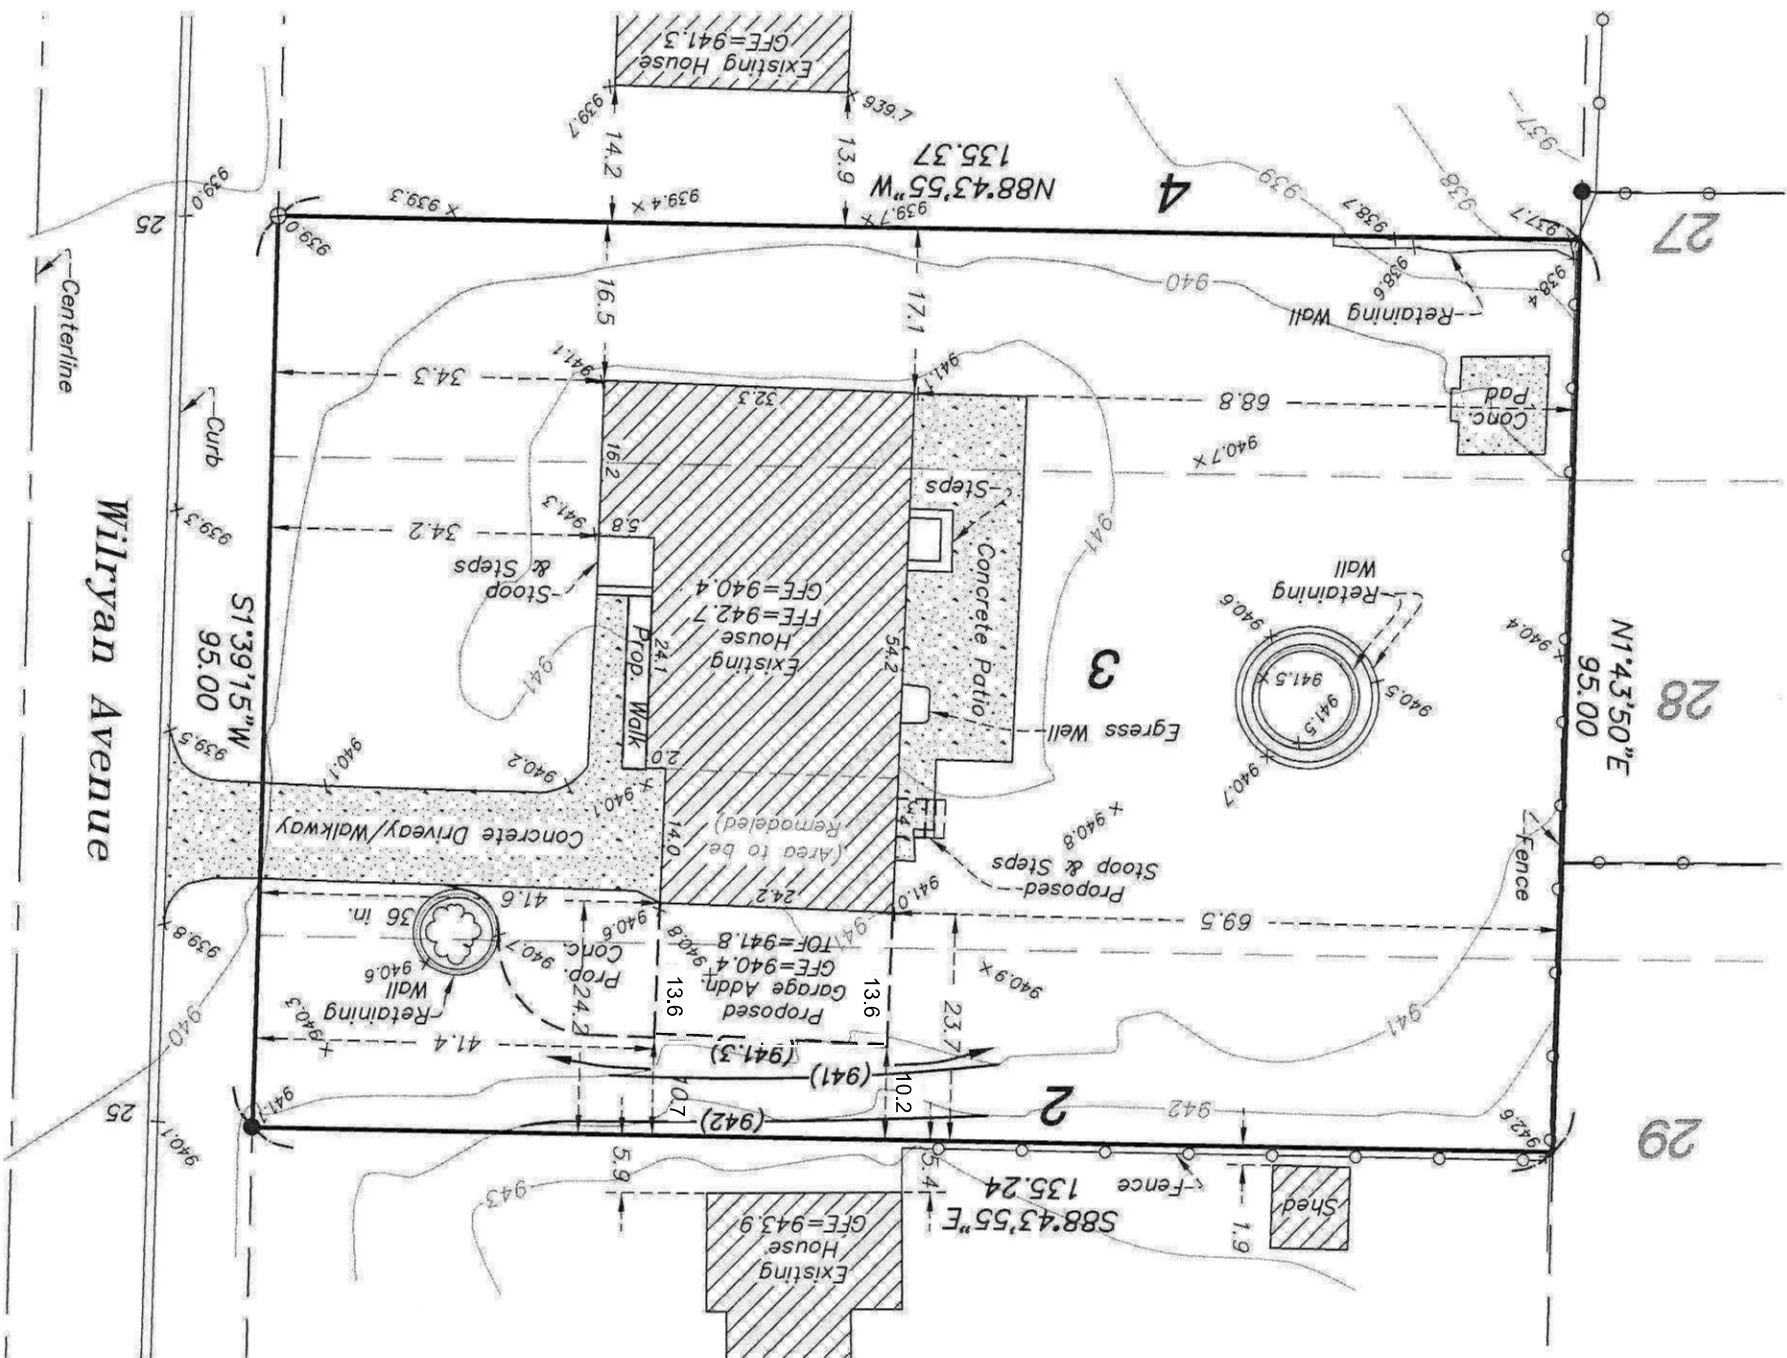 GFE=941.3
Existing House
939.7
939.7
14.2
13.9
N88°43'55"W
135.37
4
939
938
937
27
939.0
25
939.0
939.3
939.4
939.7
938.7
937.7
938.6
938.4
Retaining Wall
940
Centerline
Curb
Wilryan Avenue
16.5
17.1
34.3
941.1
941.1
32.3
68.8
Conc.
Pad
16.2
940.7
939.3
34.2
941.3
5.8
Stoop
& Steps
Steps
Concrete Patio
941
Existing
House
FFE=942.7
GFE=940.4
941
Prop. Walk
24.1
54.2
3
Retaining
Wall
940.6
941.5
941.5
940.5
940.7
940.4
N1°43'50"E
95.00
28
S1°39'15"W
95.00
939.5
940.1
940.2
940.1
2.0
Egress Well
Concrete Driveay/Walkway
14.0
(Area to be
Remodeled)
940.8
Proposed
Stoop & Steps
Fence
24.2
941.0
41.6
36 in.
939.8
940.7
940.6
940.6
940.8
Prop.
Conc.
24.2
Retaining
Wall
Proposed
Garage Addn.
GFE=940.4
TOF=941.8
941
13.6
13.6
23.7
940.9
69.5
941
940
940.3
41.4
(941.3)
(941)
(942)
10.7
10.2
2
942
942.6
29
941.7
25
940.1
943
5.9
5.4
S88°43'55"E
135.24
Fence
Shed
1.9
Existing
House
GFE=943.9